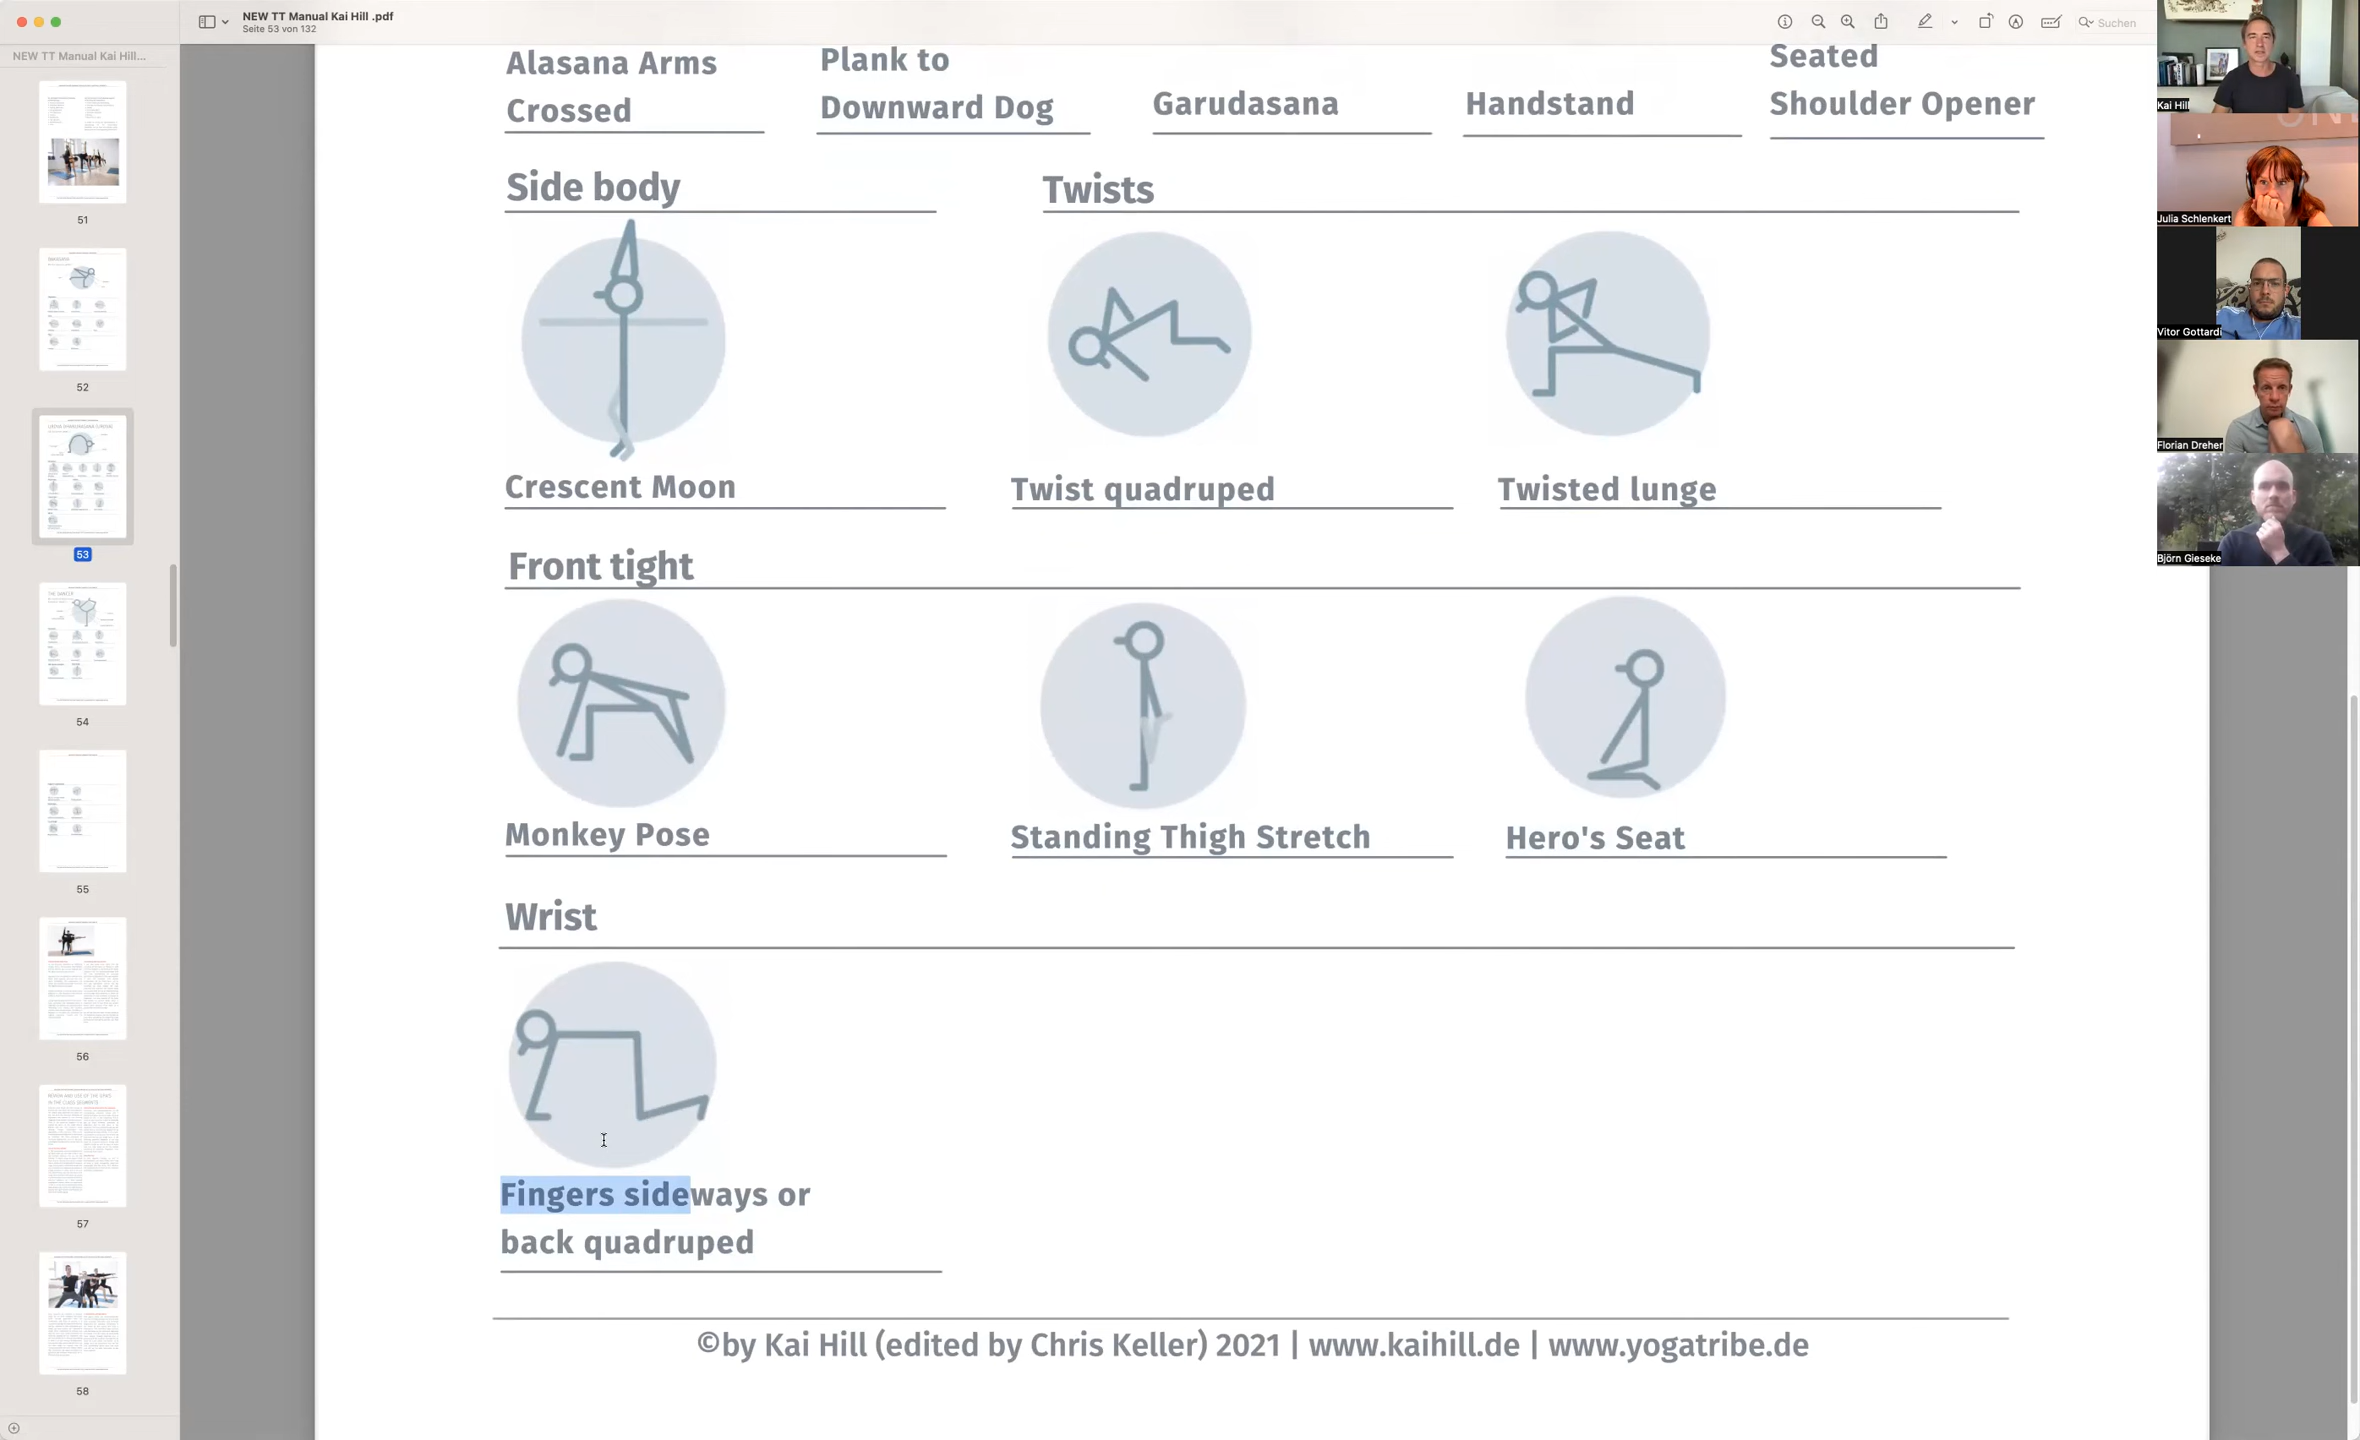 NEW TT Manual Kai Hill .pdf
Seite 53 von 132
Suchen
NEW TT Manual Kai Hill...
51
52
53
54
55
56
57
58
Alasana Arms
Crossed
Plank to
Downward Dog
Garudasana
Handstand
Seated
Shoulder Opener
Side body
Twists
Crescent Moon
Twist quadruped
Twisted lunge
Front tight
Monkey Pose
Standing Thigh Stretch
Hero's Seat
Wrist
Fingers sideways or
back quadruped
©by Kai Hill (edited by Chris Keller) 2021 | www.kaihill.de | www.yogatribe.de
Kai Hill
Julia Schlenkert
Vitor Gottardi
Florian Dreher
Björn Gieseke